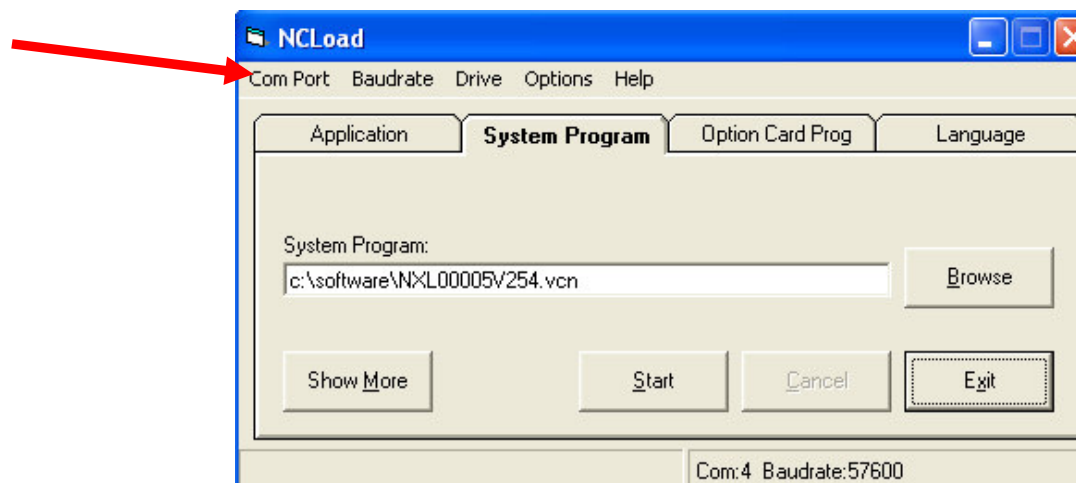 NCLoad
Com Port Baudrate Drive Options Help
Application System Program Option Card Prog Language
System Program:
c:\software\NXL00005V254.vcn
Browse
Show More Start Cancel Exit
Com:4 Baudrate:57600